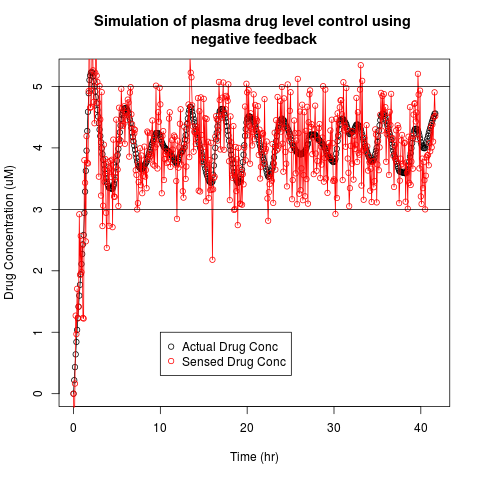 Simulation of plasma drug level control using
negative feedback
Drug Concentration (uM)
5
4
3
2
1
0
Actual Drug Conc
Sensed Drug Conc
0 10 20 30 40
Time (hr)